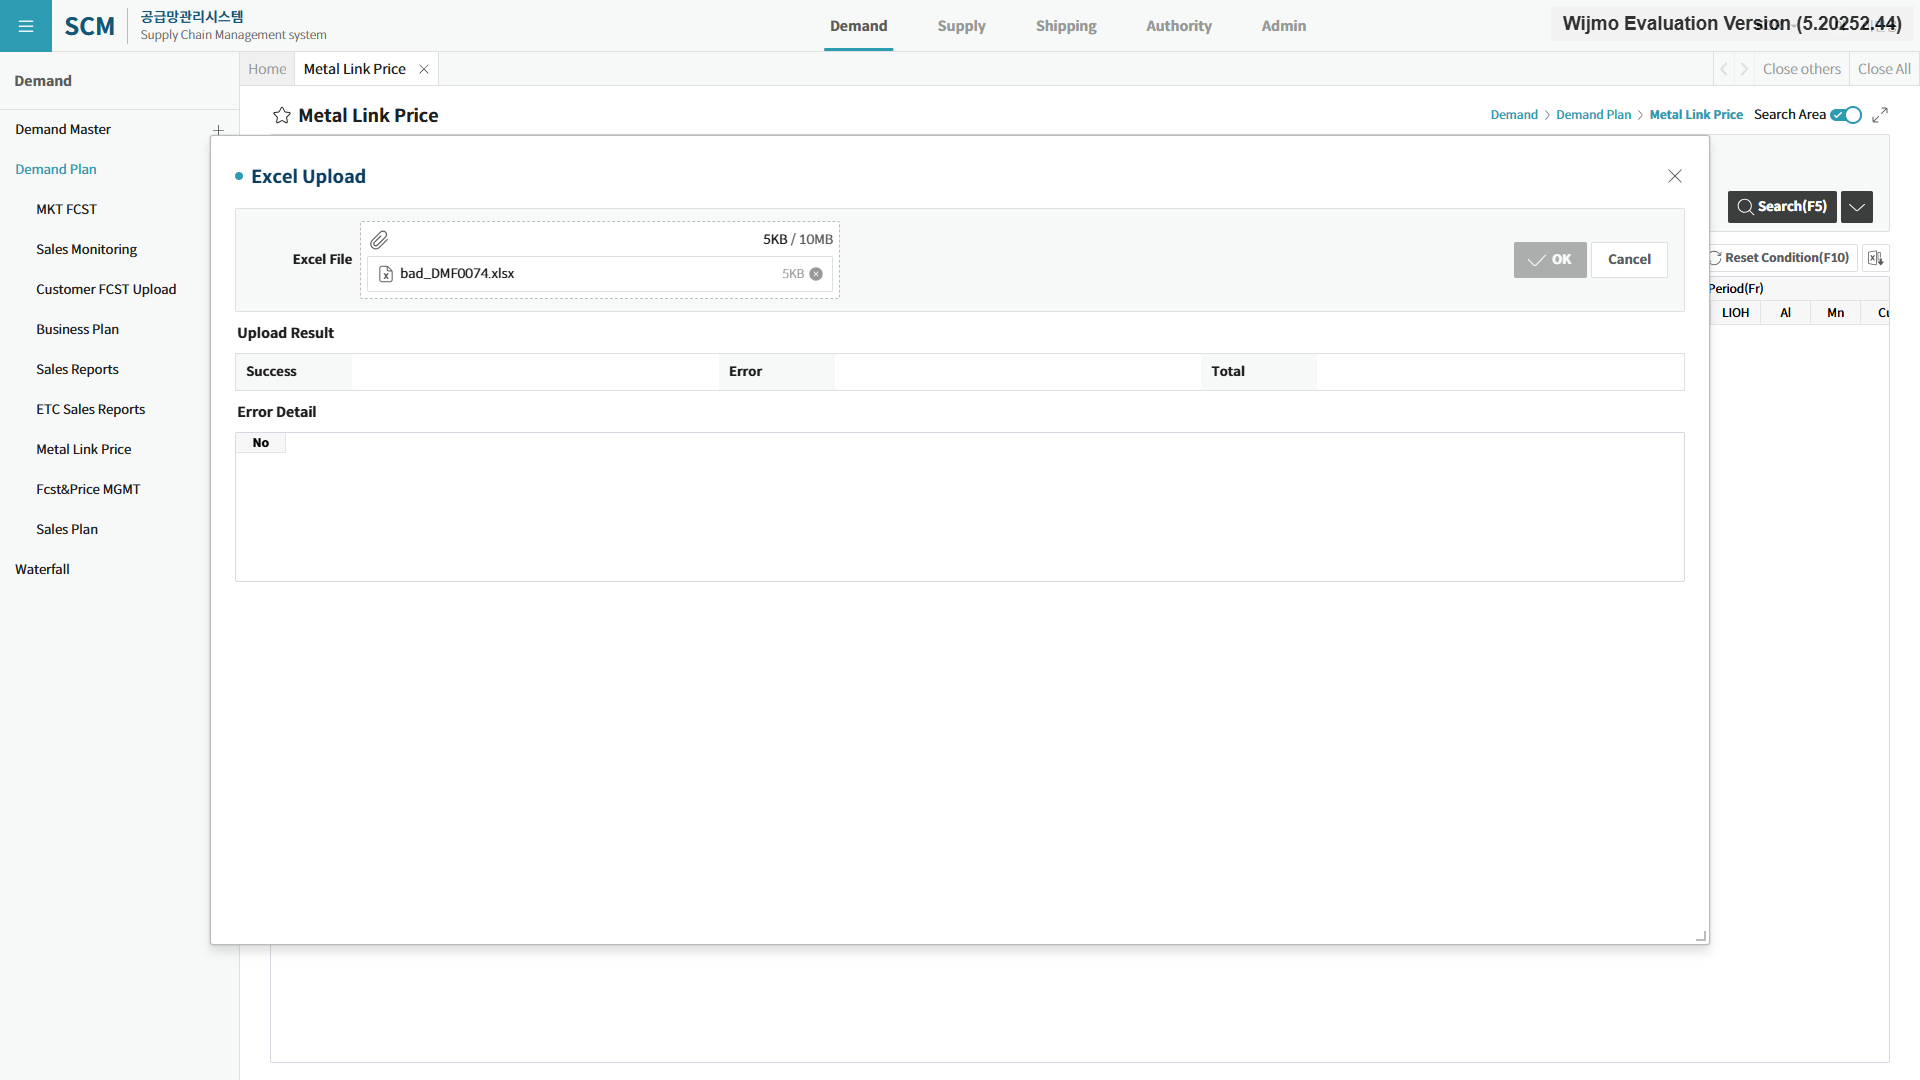 SCM
공급망관리시스템
Supply Chain Management system
Demand
Supply
Shipping
Authority
Admin
Wijmo Evaluation Version (5.20252.44)
Demand
Home
Metal Link Price
Close others
Close All
Demand Master
Demand Plan
MKT FCST
Sales Monitoring
Customer FCST Upload
Business Plan
Sales Reports
ETC Sales Reports
Metal Link Price
Fcst&Price MGMT
Sales Plan
Waterfall
Metal Link Price
Demand > Demand Plan > Metal Link Price
Search Area
Search(F5)
Reset Condition(F10)
Period(Fr)
LIOH
Al
Mn
Excel Upload
Excel File
5KB / 10MB
bad_DMF0074.xlsx
5KB
OK
Cancel
Upload Result
Success
Error
Total
Error Detail
No